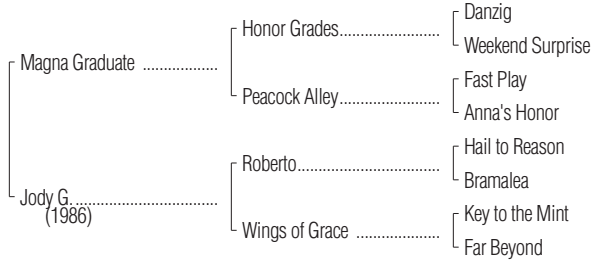 Danzig
Honor Grades....................
Weekend Surprise
Magna Graduate ...................
Fast Play
Peacock Alley....................
Anna's Honor
Hail to Reason
Roberto....................
Bramalea
Jody G. ....................
(1986)
Key to the Mint
Wings of Grace ...................
Far Beyond